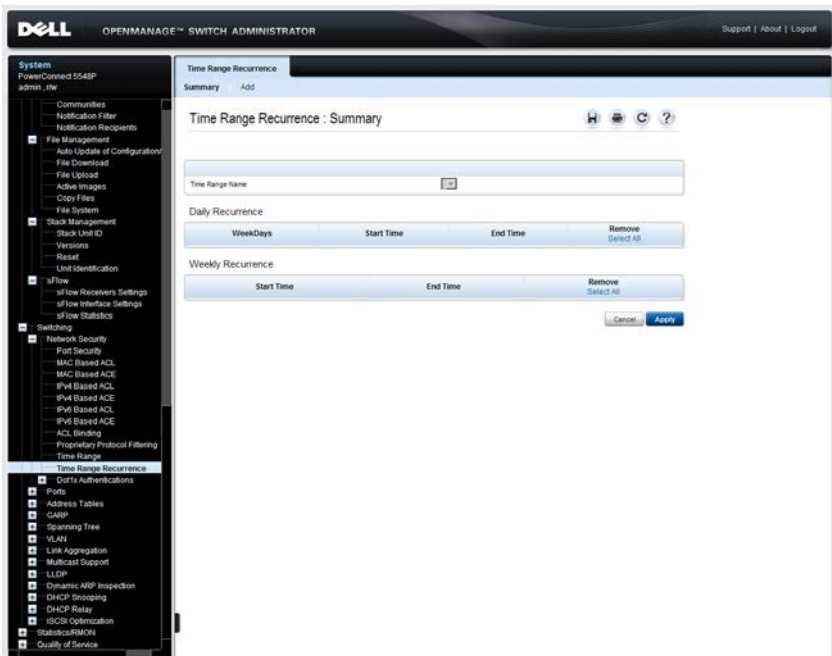 DELL
OPENMANAGE™ SWITCH ADMINISTRATOR
Support | About | Logout
System
PowerConnect 5548P
admin , r/w
Communities
Notification Filter
Notification Recipients
File Management
Auto Update of Configuration/
File Download
File Upload
Active Images
Copy Files
File System
Stack Management
Stack Unit ID
Versions
Reset
Unit Identification
sFlow
sFlow Receivers Settings
sFlow Interface Settings
sFlow Statistics
Switching
Network Security
Port Security
MAC Based ACL
MAC Based ACE
IPv4 Based ACL
IPv4 Based ACE
IPv6 Based ACL
IPv6 Based ACE
ACL Binding
Proprietary Protocol Filtering
Time Range
Time Range Recurrence
Dot1x Authentications
Ports
Address Tables
GARP
Spanning Tree
VLAN
Link Aggregation
Multicast Support
LLDP
Dynamic ARP Inspection
DHCP Snooping
DHCP Relay
iSCSI Optimization
Statistics/RMON
Quality of Service
Time Range Recurrence
Summary Add
Time Range Recurrence : Summary
?
Time Range Name
Daily Recurrence
WeekDays Start Time End Time Remove
Select All
Weekly Recurrence
Start Time End Time Remove
Select All
Cancel Apply